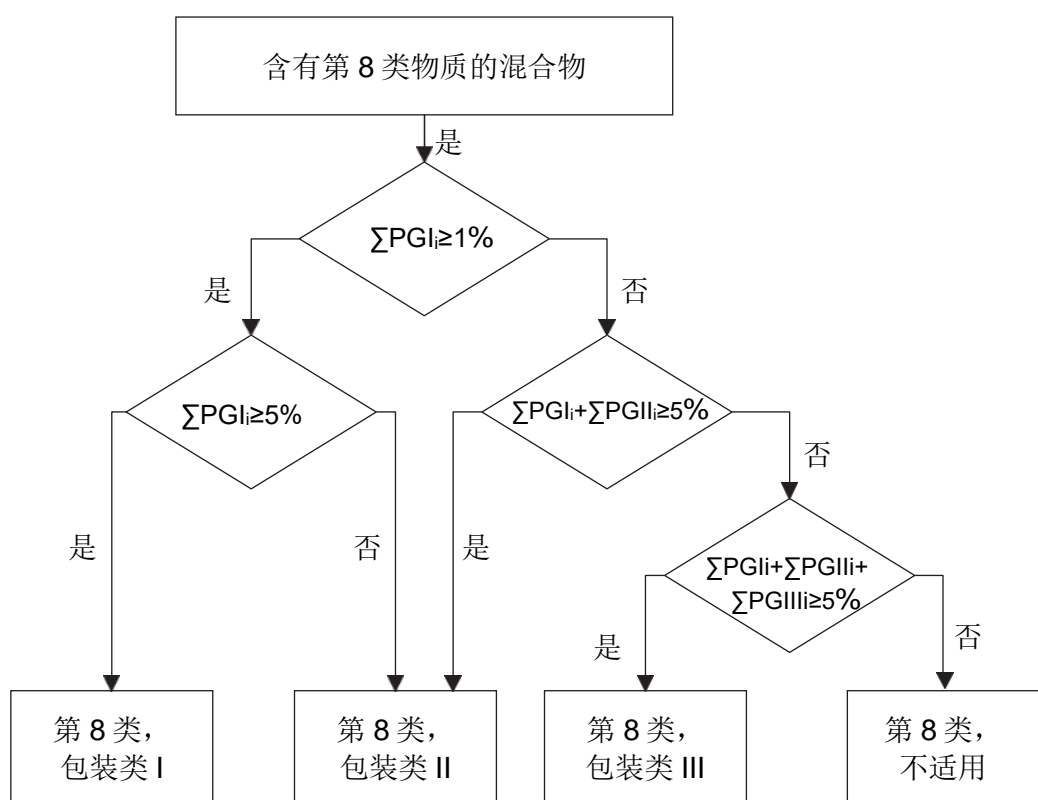 含有第 8 类物质的混合物
是
∑PGIᵢ≥1%
是
否
∑PGIᵢ≥5%
∑PGIᵢ+∑PGIIᵢ≥5%
否
是
否
是
∑PGIi+∑PGIIi+
∑PGIIIi≥5%
是
否
第 8 类，
包装类 I
第 8 类，
包装类 II
第 8 类，
包装类 III
第 8 类，
不适用